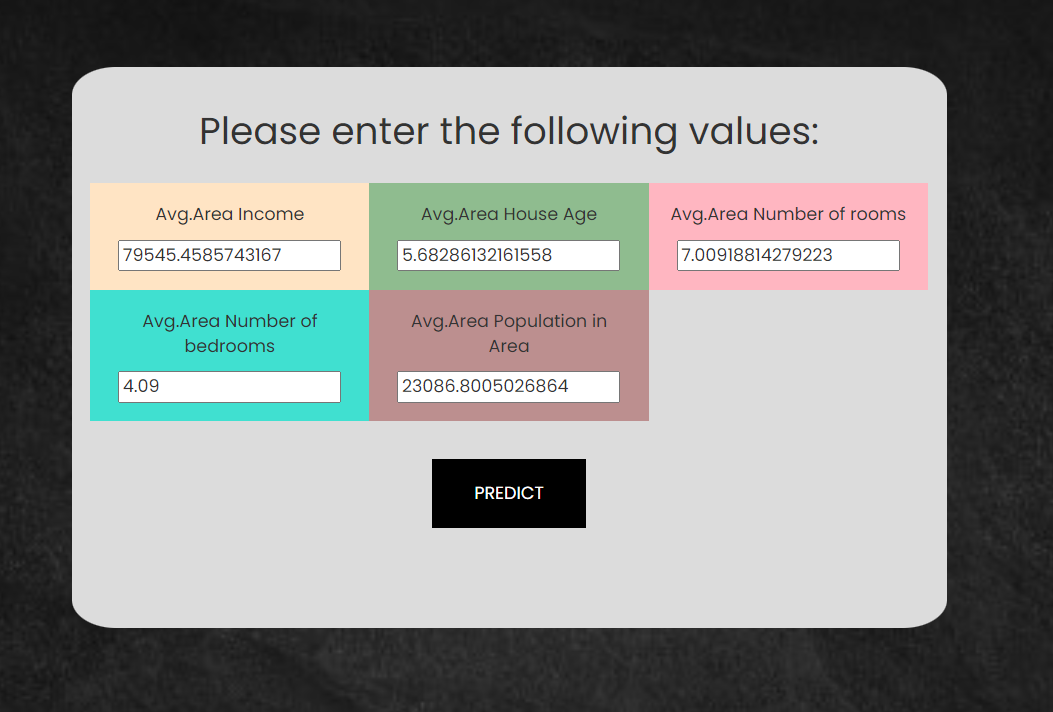 Please enter the following values:
Avg.Area Income
79545.4585743167
Avg.Area House Age
5.68286132161558
Avg.Area Number of rooms
7.00918814279223
Avg.Area Number of
bedrooms
4.09
Avg.Area Population in
Area
23086.8005026864
PREDICT